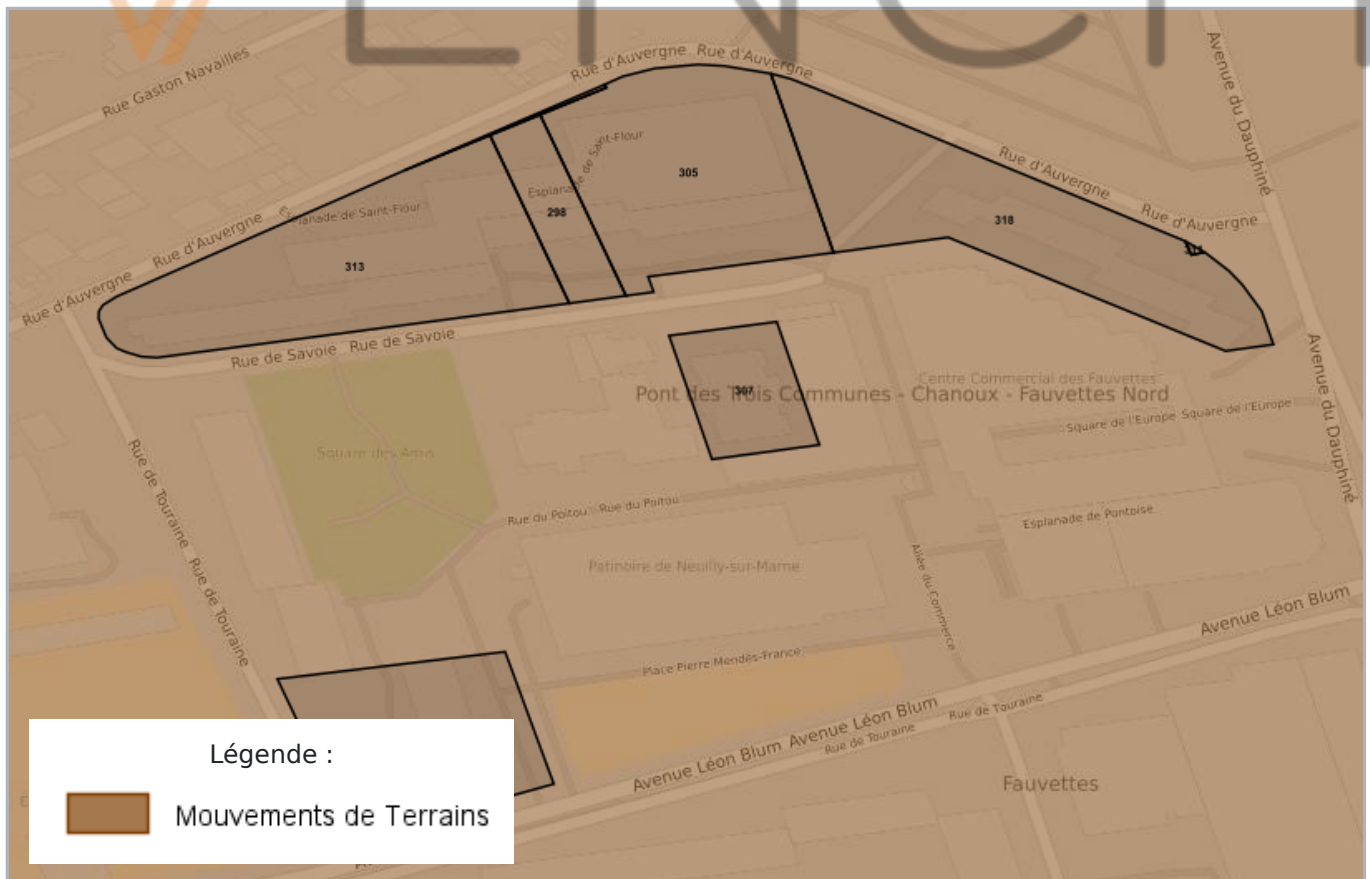 Rue Gaston Navailles
Rue d'Auvergne Rue d'Auvergne
Avenue du Dauphiné
Esplanade de Saint-Flour
305
Rue d'Auvergne
298
Esplanade de Saint-Flour
318
Rue d'Auvergne
Rue d'Auvergne
313
Rue d'Auvergne
Rue de Savoie Rue de Savoie
Avenue du Dauphiné
Centre Commercial des Fauvettes
307
Pont des Trois Communes - Chanoux - Fauvettes Nord
Square de l'Europe Square de l'Europe
Square des Amis
Rue de Touraine Rue de Touraine
Rue du Poitou Rue du Poitou
Esplanade de Pontoise
Patinoire de Neuilly-sur-Marne
Allée du Commerce
Avenue Léon Blum
Place Pierre Mendès-France
Avenue Léon Blum Avenue Léon Blum
Rue de Touraine
Rue de Touraine
Fauvettes
Légende :
Mouvements de Terrains